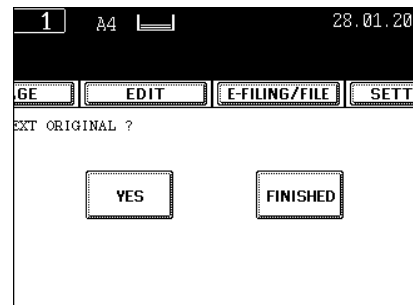 1 A4 28.01.20
.GE EDIT E-FILING/FILE SETT
EXT ORIGINAL ?
YES FINISHED